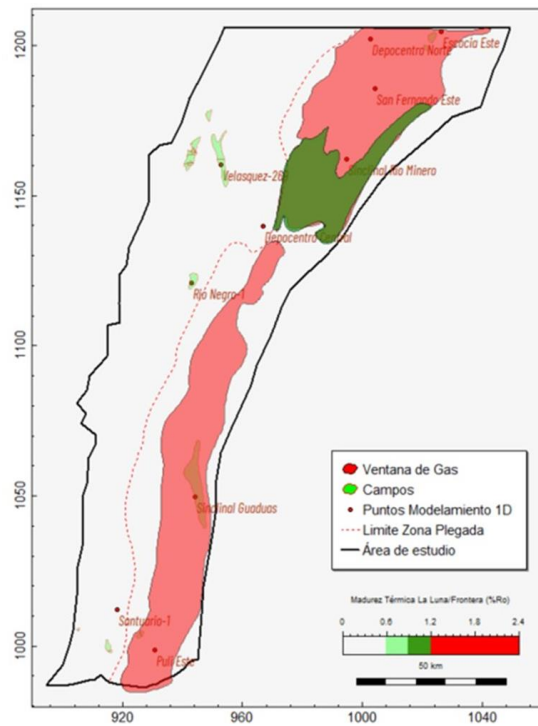 1200
Escocia Este
Depocentro Norte
San Fernando Este
Sinclinal Rio Minero
Velasquez-26
1150
Depocentro Central
Rio Negro-1
1100
Ventana de Gas
Campos
Puntos Modelamiento 1D
Limite Zona Plegada
Área de estudio
1050
Sinclinal Guaduas
Madurez Térmica La Luna/Frontera (%Ro)
0 0.6 1.2 1.8 2.4
50 km
Santuario-1
1000
Puli Este
920 960 1000 1040